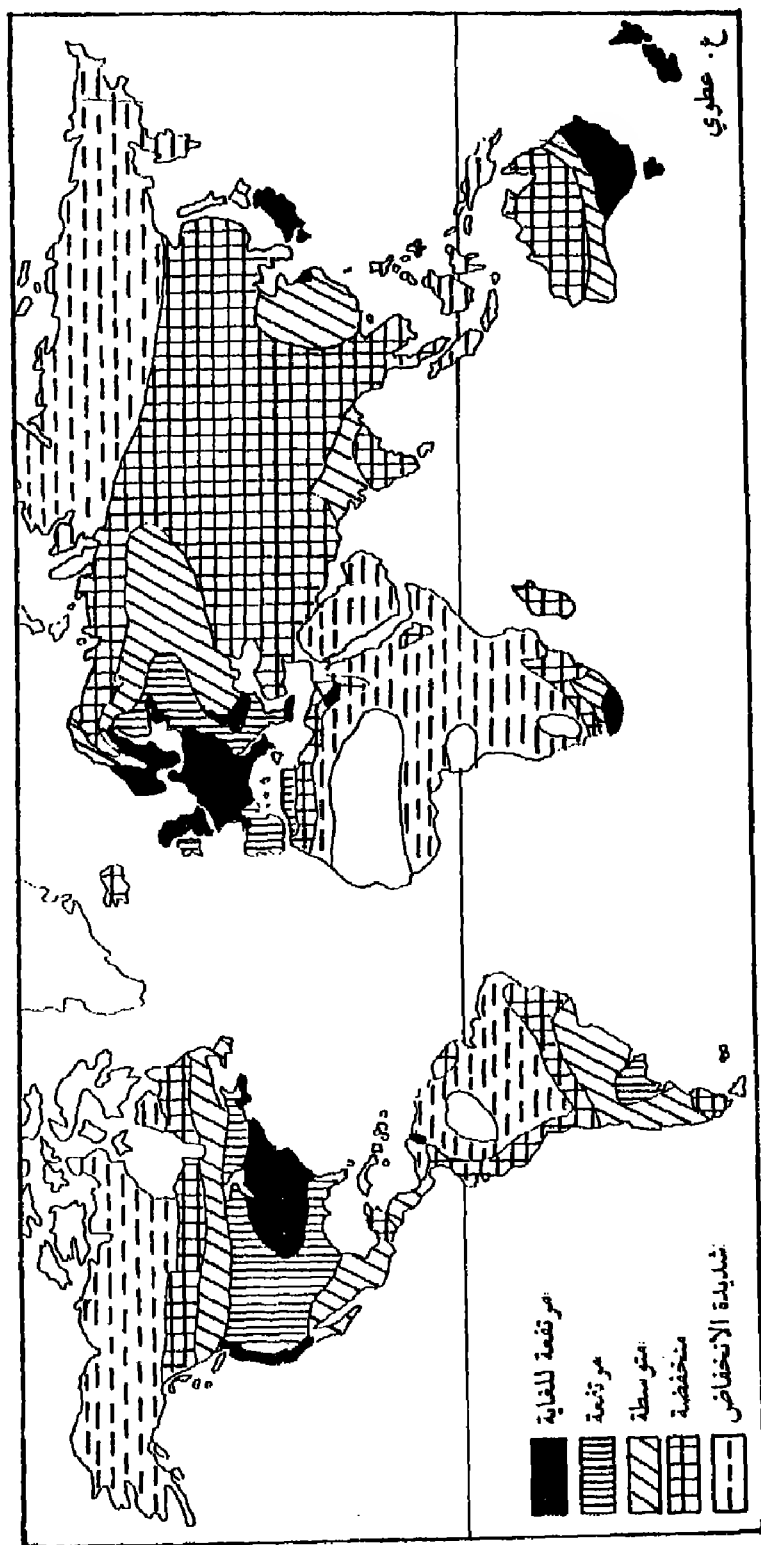 مرتفعة للغاية
مرتفعة
متوسطة
منخفضة
شديدة الانخفاض
ع. عطوي